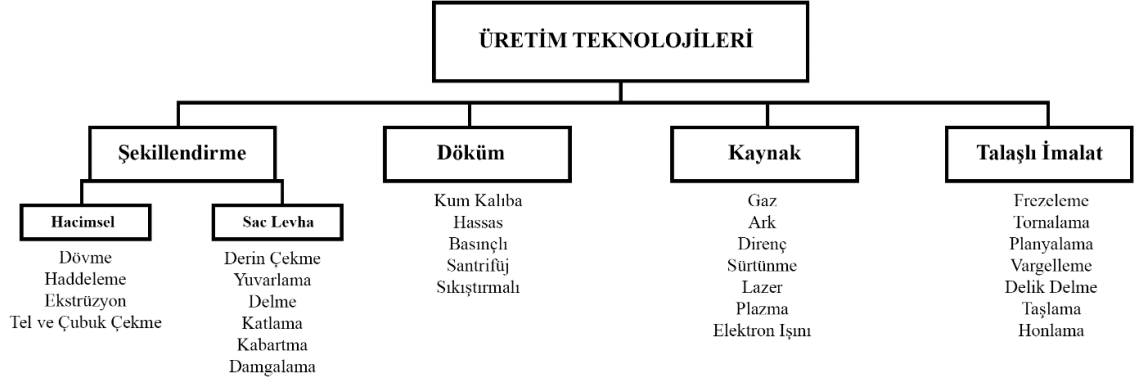 ÜRETİM TEKNOLOJİLERİ
Şekillendirme
Hacimsel
Dövme
Haddeleme
Ekstrüzyon
Tel ve Çubuk Çekme
Sac Levha
Derin Çekme
Yuvarlama
Delme
Katlama
Kabartma
Damgalama
Döküm
Kum Kalıba
Hassas
Basınçlı
Santrifüj
Sıkıştırmalı
Kaynak
Gaz
Ark
Direnç
Sürtünme
Lazer
Plazma
Elektron Işını
Talaşlı İmalat
Frezeleme
Tornalama
Planyalama
Vargelleme
Delik Delme
Taşlama
Honlama